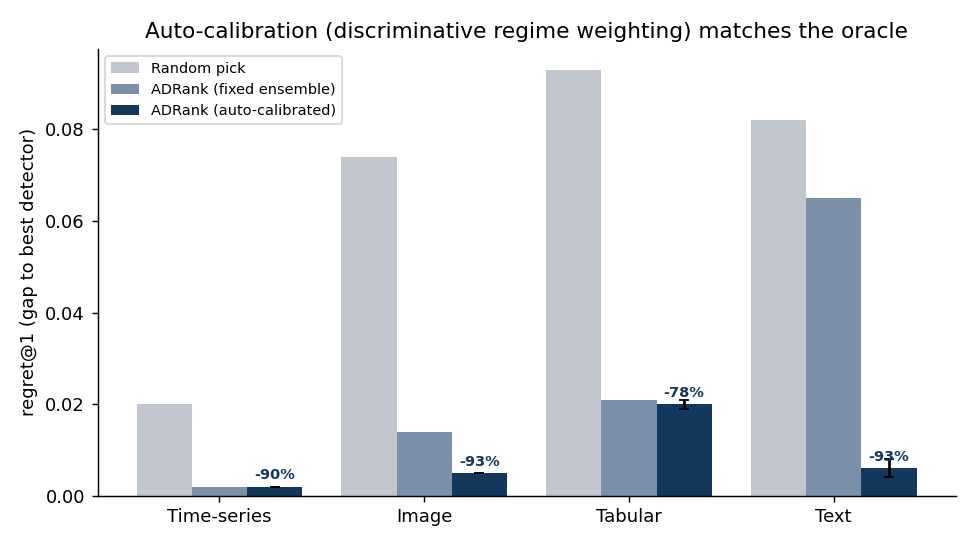 Auto-calibration (discriminative regime weighting) matches the oracle
Random pick
ADRank (fixed ensemble)
ADRank (auto-calibrated)
regret@1 (gap to best detector)
0.08
0.06
0.04
0.02
0.00
-90%
-93%
-78%
-93%
Time-series
Image
Tabular
Text